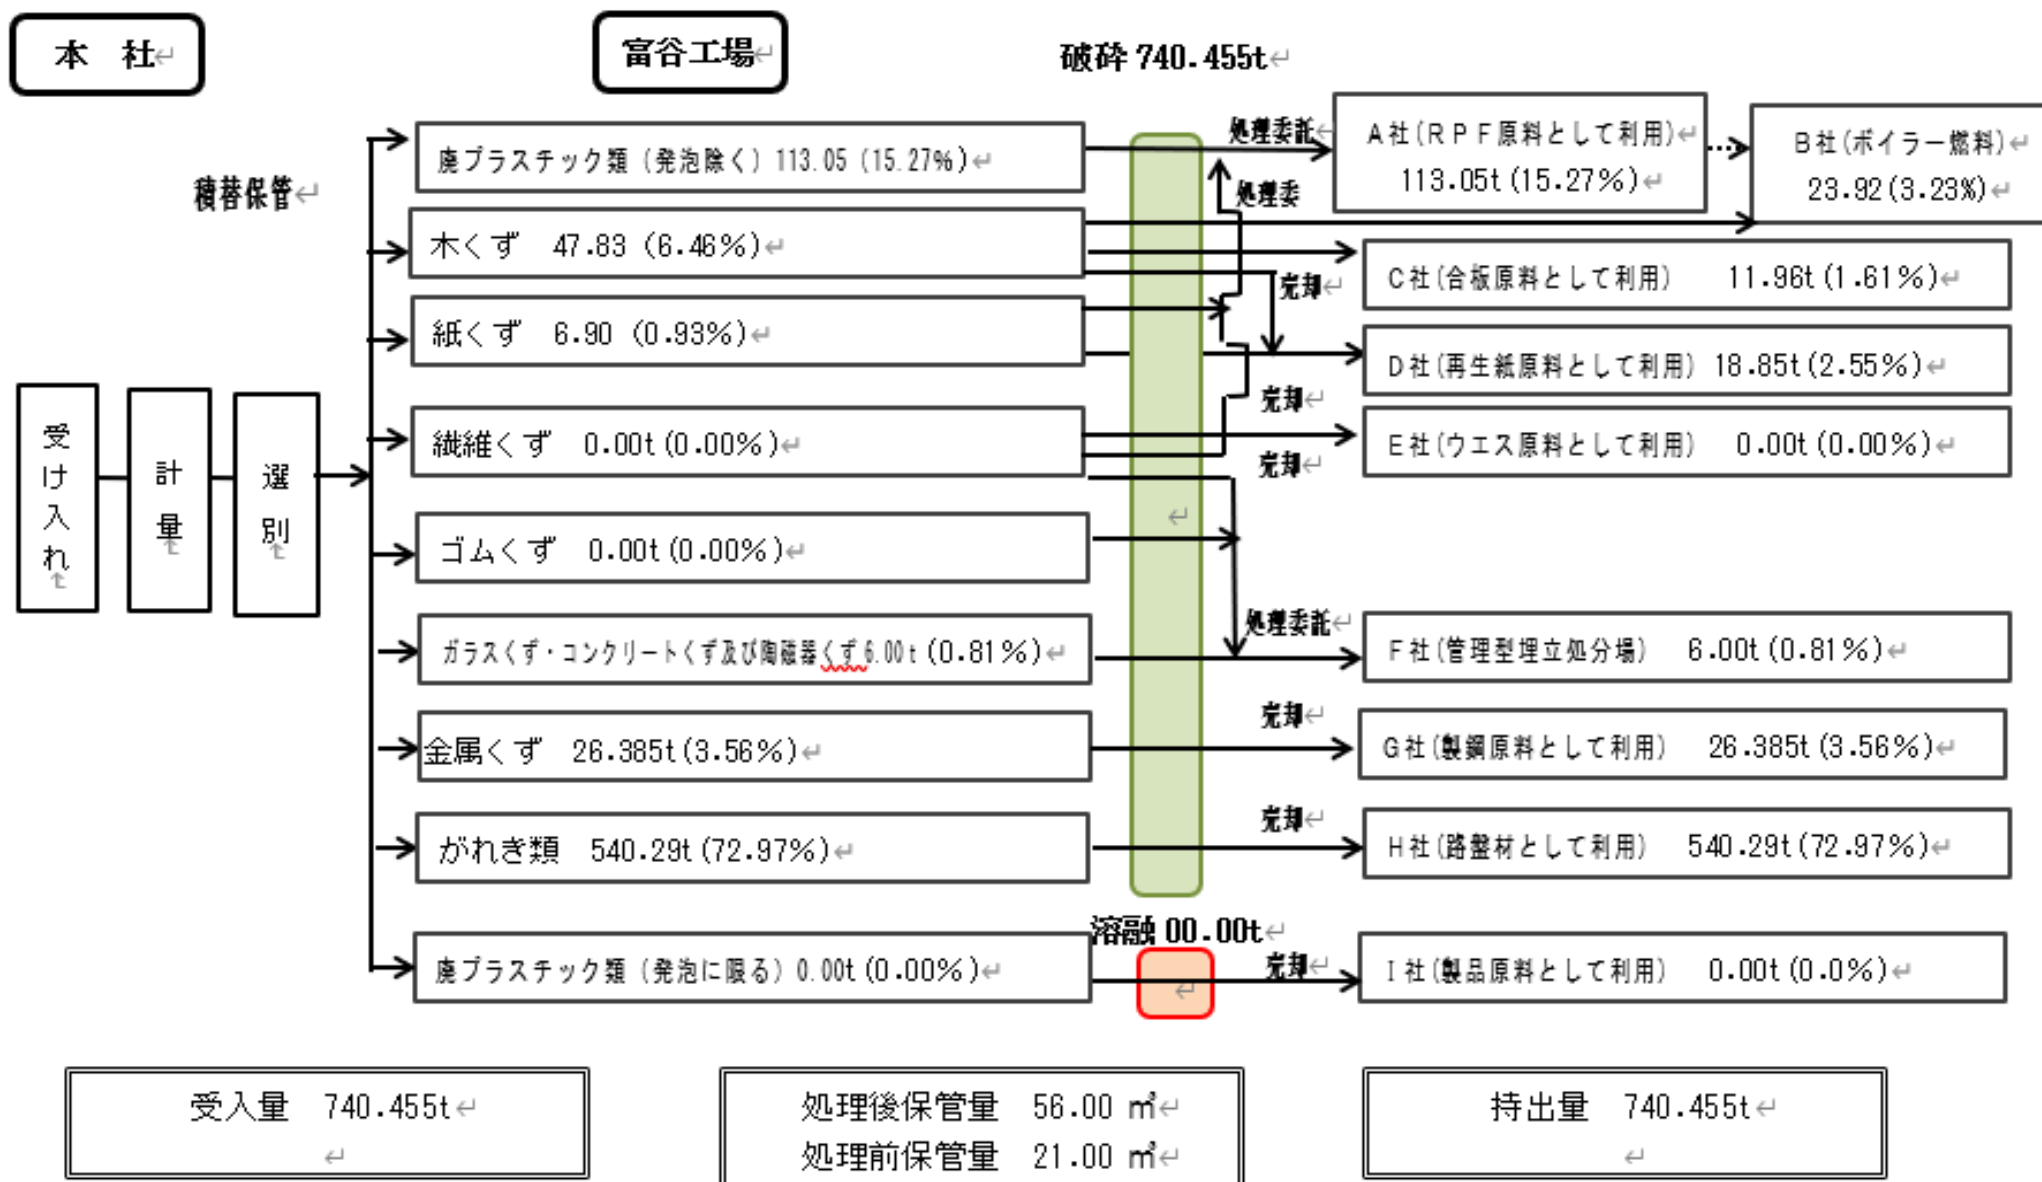 本　社
富谷工場
破砕 740.455t
積替保管
受け入れ
計量
選別
廃プラスチック類（発泡除く）113.05（15.27%）
木くず　47.83（6.46%）
紙くず　6.90（0.93%）
繊維くず　0.00t(0.00%)
ゴムくず　0.00t(0.00%)
ガラスくず・コンクリートくず及び陶磁器くず 6.00t(0.81%)
金属くず　26.385t(3.56%)
がれき類　540.29t(72.97%)
溶融 00.00t
廃プラスチック類（発泡に限る）0.00t(0.00%)
処理委託
処理委
売却
売却
売却
処理委託
売却
売却
売却
A社(RPF原料として利用)
113.05t(15.27%)
B社(ボイラー燃料)
23.92(3.23%)
C社(合板原料として利用)　11.96t(1.61%)
D社(再生紙原料として利用) 18.85t(2.55%)
E社(ウエス原料として利用)　0.00t(0.00%)
F社(管理型埋立処分場)　6.00t(0.81%)
G社(製鋼原料として利用)　26.385t(3.56%)
H社(路盤材として利用)　540.29t(72.97%)
I社(製品原料として利用)　0.00t(0.0%)
受入量　740.455t
処理後保管量　56.00 ㎥
処理前保管量　21.00 ㎥
持出量　740.455t